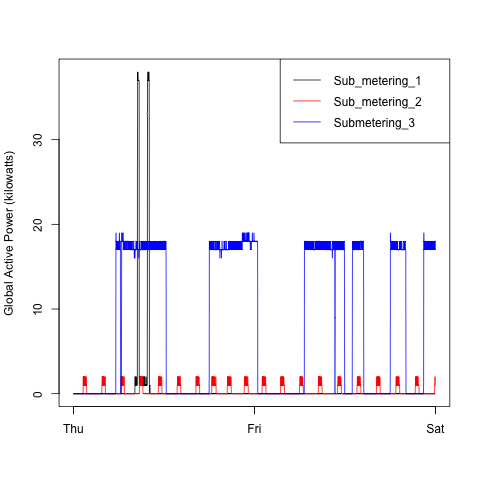 Sub_metering_1
Sub_metering_2
Submetering_3
Global Active Power (kilowatts)
30
20
10
0
Thu Fri Sat